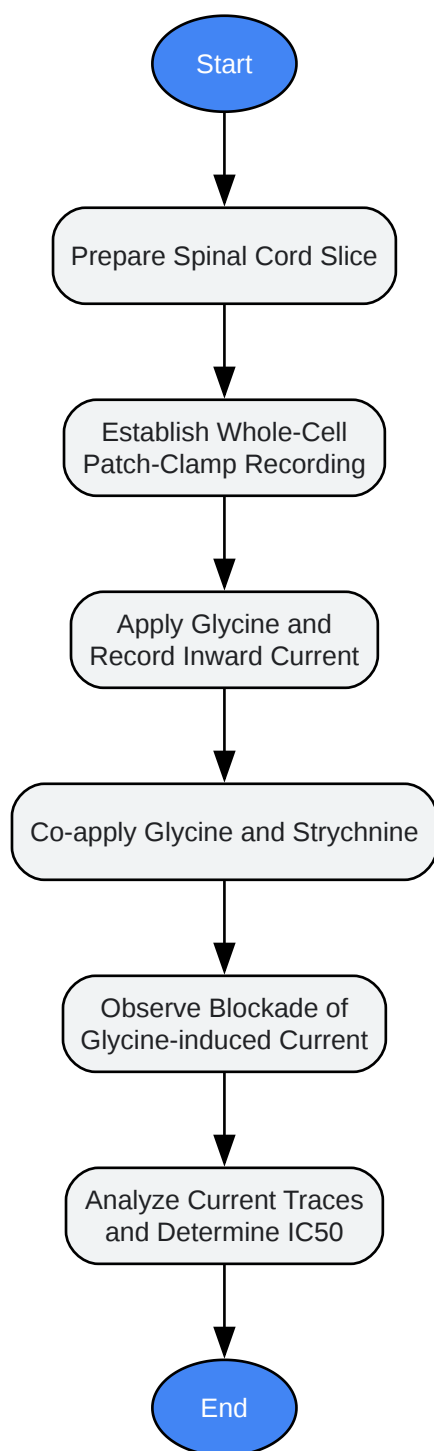 Start
Prepare Spinal Cord Slice
Establish Whole-Cell
Patch-Clamp Recording
Apply Glycine and
Record Inward Current
Co-apply Glycine and Strychnine
Observe Blockade of
Glycine-induced Current
Analyze Current Traces
and Determine IC50
End